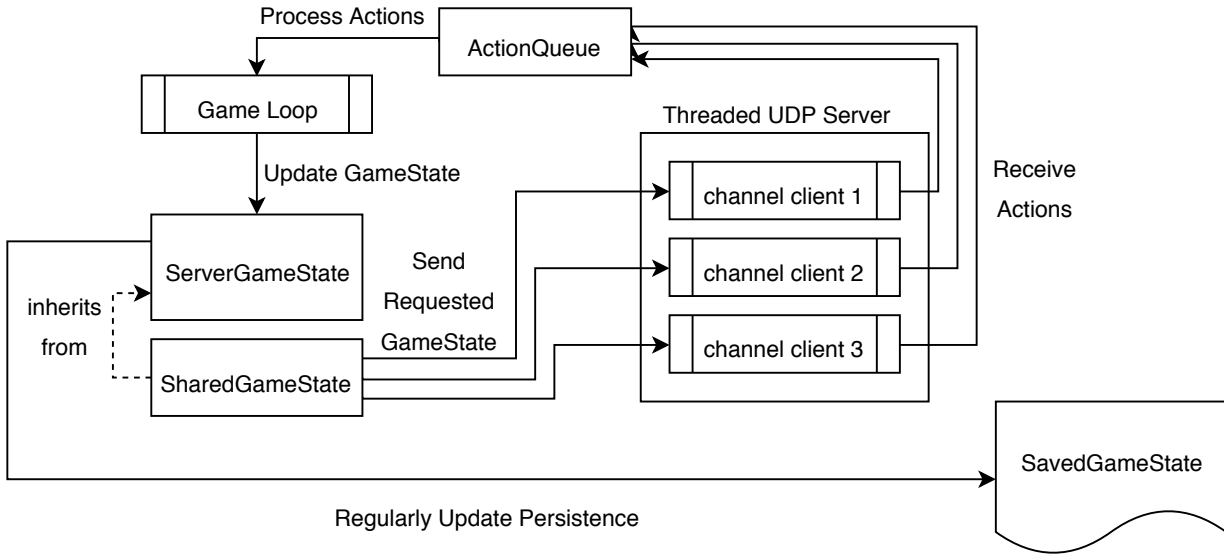 Process Actions
ActionQueue
Game Loop
Threaded UDP Server
Update GameState
channel client 1
Receive
Actions
ServerGameState
Send
Requested
GameState
channel client 2
inherits
from
channel client 3
SharedGameState
SavedGameState
Regularly Update Persistence